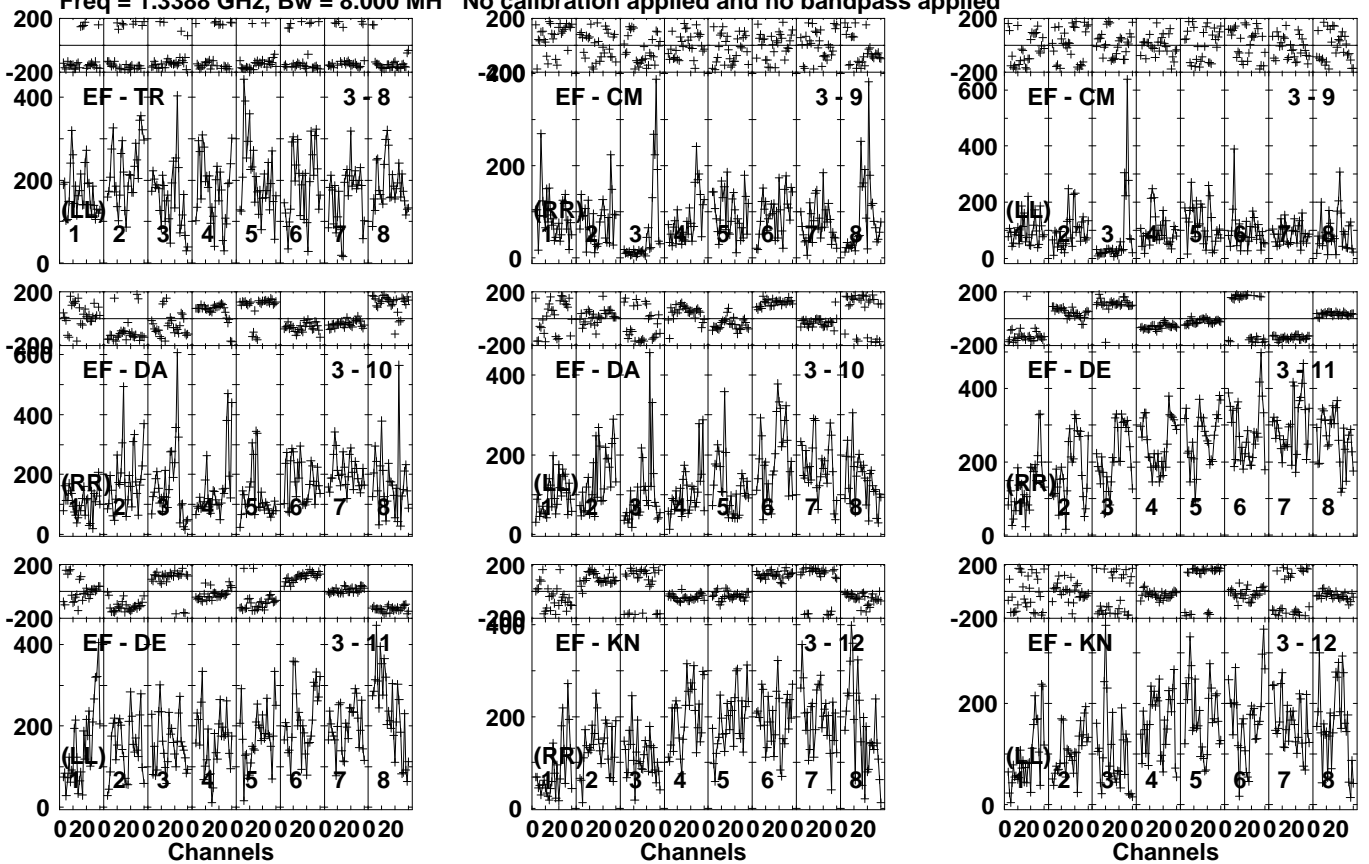 Freq = 1.3388 GHz, Bw = 8.000 MH No calibration applied and no bandpass applied
200 200 200
-200 -200 -200
400 EF - TR 3 - 8 400 EF - CM 3 - 9 600 EF - CM 3 - 9
400
200 200 200
(LL) (RR) (LL)
1 2 3 4 5 6 7 8 1 2 3 4 5 6 7 8 1 2 3 4 5 6 7 8
0 0 0
200 200 200
-200 -200 -200
600 EF - DA 3 - 10 EF - DA 3 - 10 EF - DE 3 - 11
400 400 400
200 200 200
(RR) (LL) (RR)
1 2 3 4 5 6 7 8 1 2 3 4 5 6 7 8 1 2 3 4 5 6 7 8
0 0 0
200 200 200
-200 -200 -200
400 EF - DE 3 - 11 400 EF - KN 3 - 12 EF - KN 3 - 12
200 200 200
(LL) (RR) (LL)
1 2 3 4 5 6 7 8 1 2 3 4 5 6 7 8 1 2 3 4 5 6 7 8
0 0 0
0 20 0 20 0 20 0 20 0 20 0 20 0 20 0 20 0 20 0 20 0 20 0 20 0 20 0 20 0 20 0 20 0 20 0 20 0 20 0 20 0 20 0 20 0 20 0 20
Channels Channels Channels